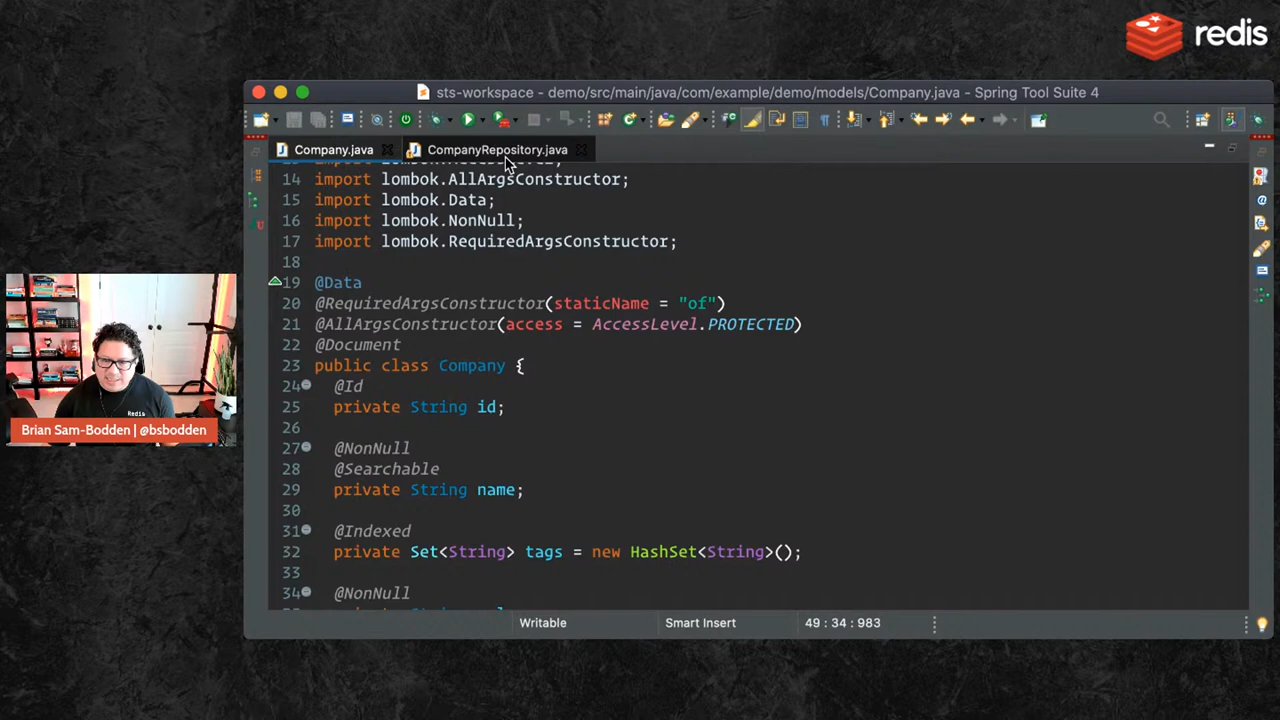 redis
sts-workspace - demo/src/main/java/com/example/demo/models/Company.java - Spring Tool Suite 4
Company.java
CompanyRepository.java
14 import lombok.AllArgsConstructor;
15 import lombok.Data;
16 import lombok.NonNull;
17 import lombok.RequiredArgsConstructor;
18
19 @Data
20 @RequiredArgsConstructor(staticName = "of")
21 @AllArgsConstructor(access = AccessLevel.PROTECTED)
22 @Document
23 public class Company {
24 @Id
25 private String id;
26
27 @NonNull
28 @Searchable
29 private String name;
30
31 @Indexed
32 private Set<String> tags = new HashSet<String>();
33
34 @NonNull
Redis
Brian Sam-Bodden | @bsbodden
Writable
Smart Insert
49 : 34 : 983